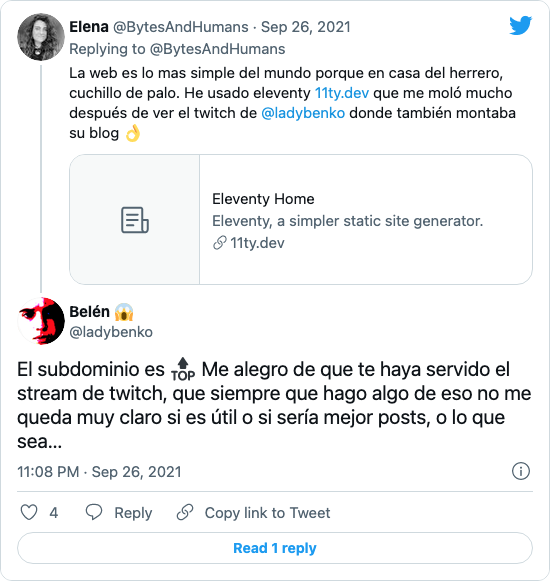 Elena @BytesAndHumans · Sep 26, 2021
Replying to @BytesAndHumans
La web es lo mas simple del mundo porque en casa del herrero,
cuchillo de palo. He usado eleventy 11ty.dev que me moló mucho
después de ver el twitch de @ladybenko donde también montaba
su blog 👌
Eleventy Home
Eleventy, a simpler static site generator.
11ty.dev
Belén 😱
@ladybenko
El subdominio es 🔝 Me alegro de que te haya servido el
stream de twitch, que siempre que hago algo de eso no me
queda muy claro si es útil o si sería mejor posts, o lo que
sea...
11:08 PM · Sep 26, 2021
4 Reply Copy link to Tweet
Read 1 reply